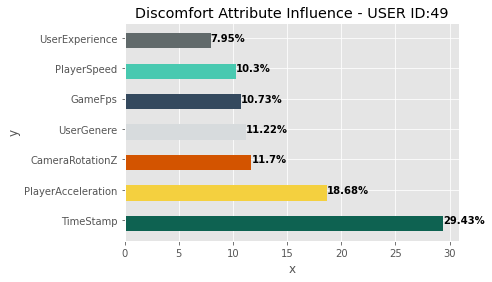 Discomfort Attribute Influence - USER ID:49
UserExperience 7.95%
PlayerSpeed 10.3%
GameFps 10.73%
UserGenere 11.22%
CameraRotationZ 11.7%
PlayerAcceleration 18.68%
TimeStamp 29.43%
y
0 5 10 15 20 25 30
x